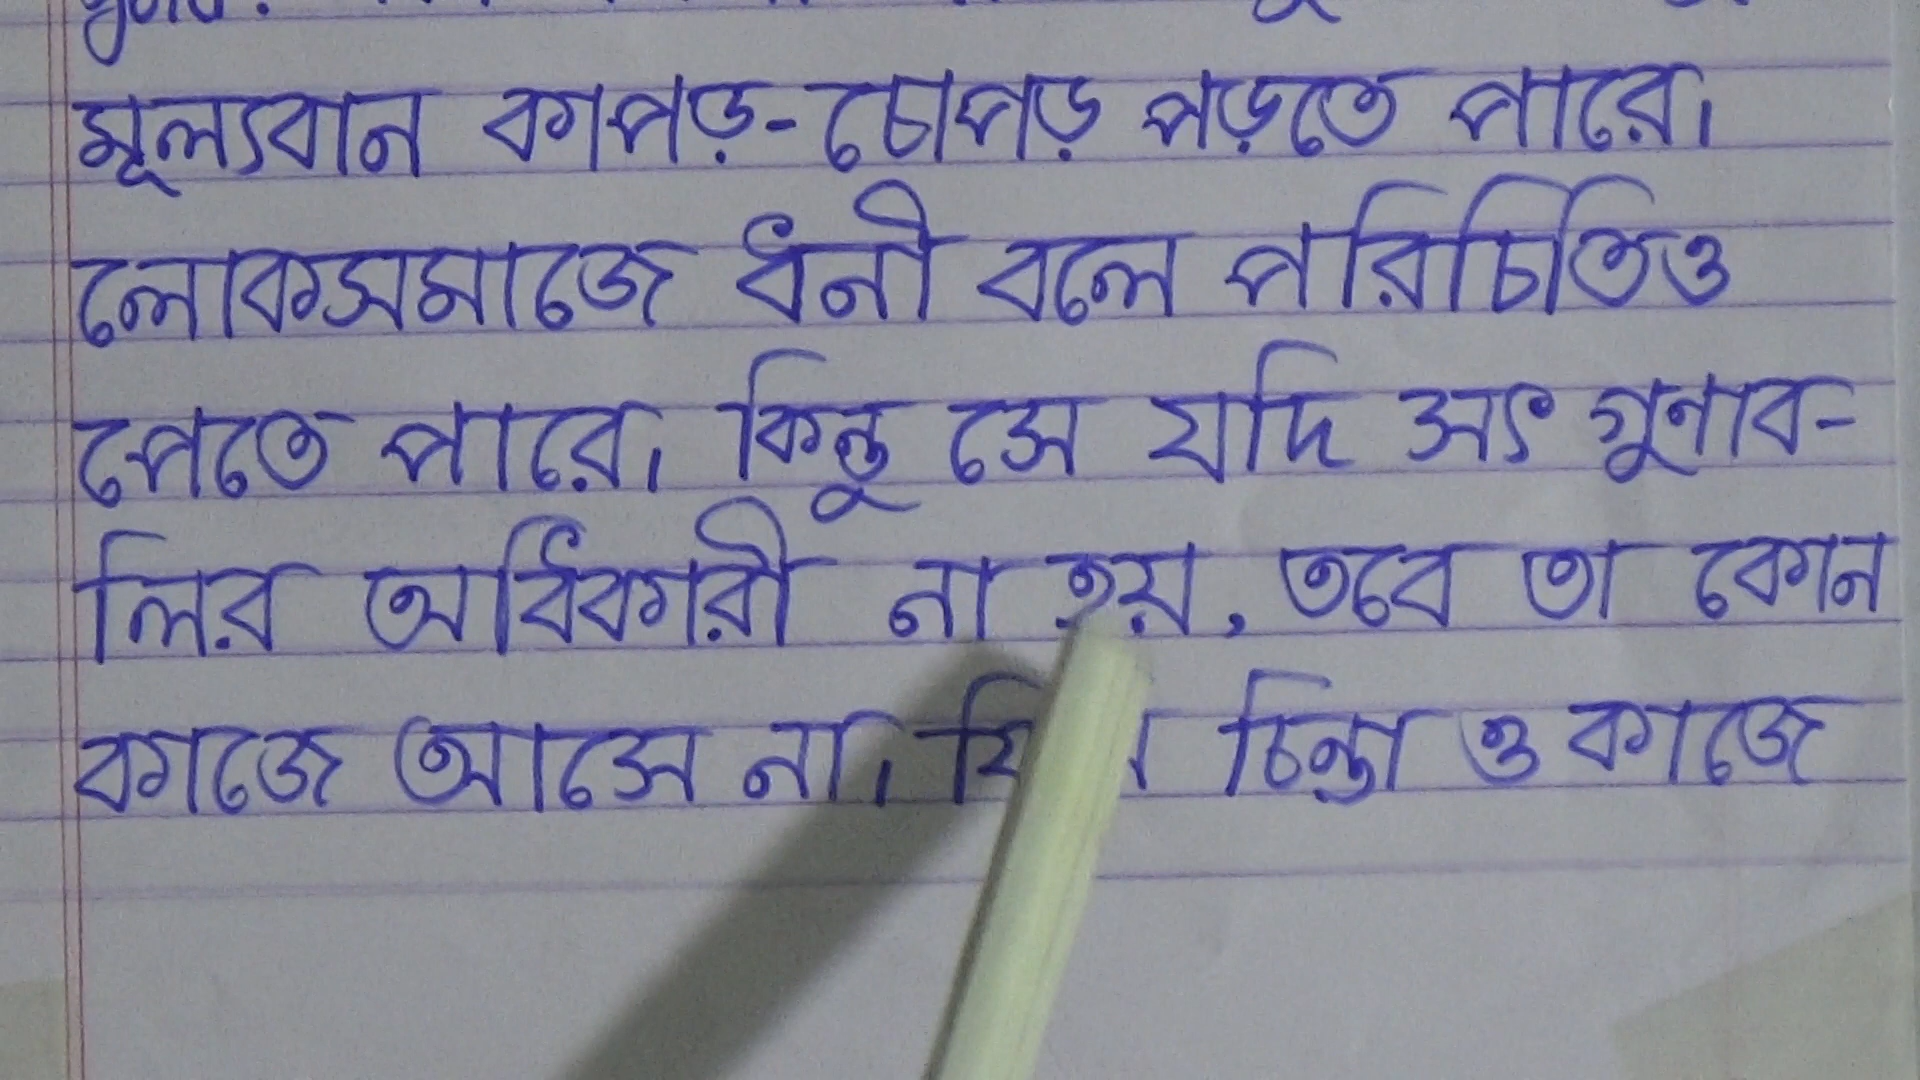 মূল্যবান কাপড়-চোপড় পড়তে পারে।
লোকসমাজে ধনী বলে পরিচিতিও
পেতে পারে। কিন্তু সে যদি সৎ গূণাব-
লির অধিকারী না হয়, তবে তা কোন
কাজে আসে না। চিন্তা ও কাজে